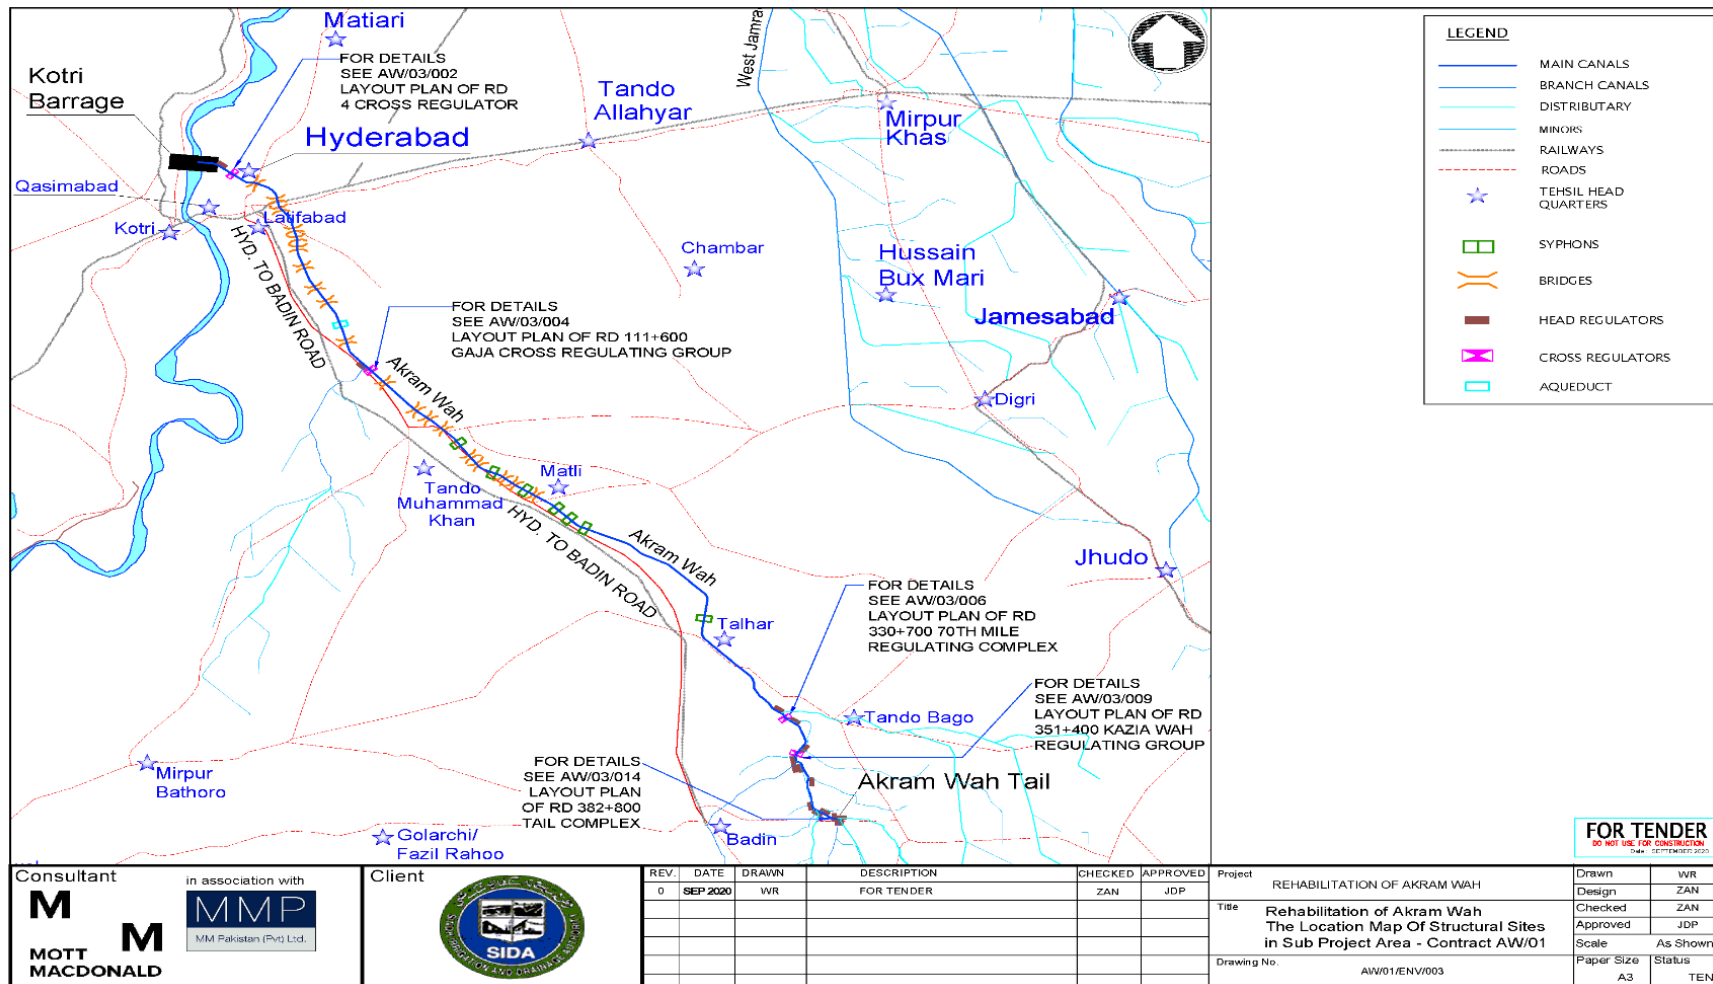 Matiari
FOR DETAILS
SEE AW/03/002
LAYOUT PLAN OF RD
4 CROSS REGULATOR
Kotri
Barrage
Hyderabad
Tando
Allahyar
West Jamra
Mirpur
Khas
Qasimabad
Kotri
Latifabad
HYD. TO BADIN ROAD
Chambar
Hussain
Bux Mari
Jamesabad
FOR DETAILS
SEE AW/03/004
LAYOUT PLAN OF RD 111+600
GAJA CROSS REGULATING GROUP
Akram Wah
Digri
Matli
Tando
Muhammad
Khan
HYD. TO BADIN ROAD
Akram Wah
Jhudo
FOR DETAILS
SEE AW/03/006
LAYOUT PLAN OF RD
330+700 70TH MILE
REGULATING COMPLEX
Talhar
FOR DETAILS
SEE AW/03/009
LAYOUT PLAN OF RD
351+400 KAZIA WAH
REGULATING GROUP
Tando Bago
Mirpur
Bathoro
FOR DETAILS
SEE AW/03/014
LAYOUT PLAN
OF RD 382+800
TAIL COMPLEX
Akram Wah Tail
Badin
Golarchi/
Fazil Rahoo
LEGEND
MAIN CANALS
BRANCH CANALS
DISTRIBUTARY
MINORS
RAILWAYS
ROADS
TEHSIL HEAD
QUARTERS
SYPHONS
BRIDGES
HEAD REGULATORS
CROSS REGULATORS
AQUEDUCT
FOR TENDER
DO NOT USE FOR CONSTRUCTION
Date: SEPTEMBER 2020
Consultant
in association with
M
M
MOTT
MACDONALD
MMP
MM Pakistan (Pvt) Ltd.
Client
SIDA
SINDH IRRIGATION AND DRAINAGE AUTHORITY
REV. DATE DRAWN DESCRIPTION CHECKED APPROVED
0 SEP 2020 WR FOR TENDER ZAN JDP
Project
REHABILITATION OF AKRAM WAH
Title
Rehabilitation of Akram Wah
The Location Map Of Structural Sites
in Sub Project Area - Contract AW/01
Drawing No.
AW/01/ENV/003
Drawn WR
Design ZAN
Checked ZAN
Approved JDP
Scale As Shown
Paper Size Status
A3 TEN